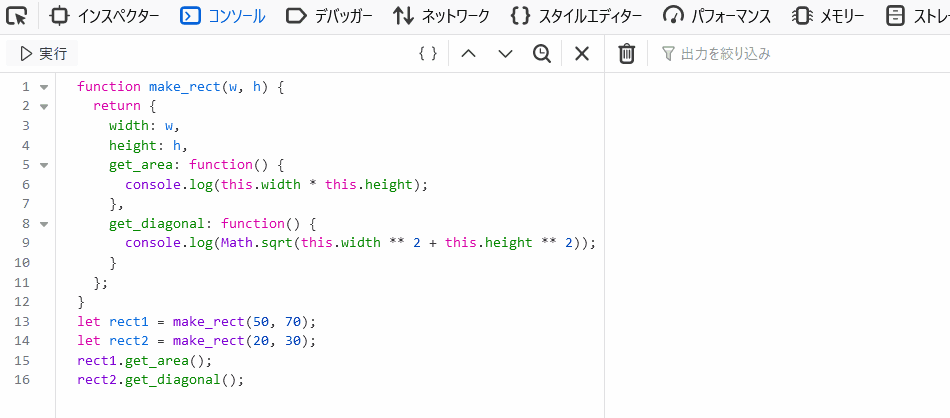 インスペクター コンソール デバッガー ネットワーク スタイルエディター パフォーマンス メモリー ストレー
実行 出力を絞り込み
1 function make_rect(w, h) {
2 return {
3 width: w,
4 height: h,
5 get_area: function() {
6 console.log(this.width * this.height);
7 },
8 get_diagonal: function() {
9 console.log(Math.sqrt(this.width ** 2 + this.height ** 2));
10 }
11 };
12 }
13 let rect1 = make_rect(50, 70);
14 let rect2 = make_rect(20, 30);
15 rect1.get_area();
16 rect2.get_diagonal();